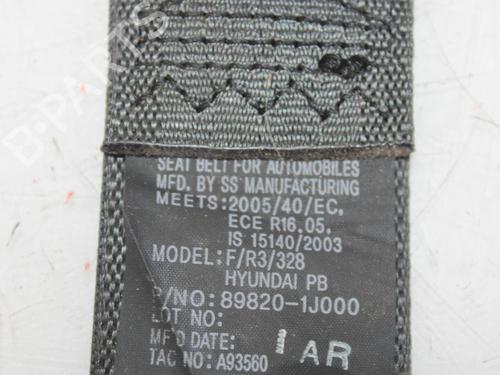 B-PARTS
SEAT BELT FOR AUTOMOBILES
MFD. BY SS MANUFACTURING
MEETS:2005/40/EC,
ECE R16.05,
IS 15140/2003
MODEL: F/R3/328
HYUNDAI PB
P/NO: 89820-1J000
LOT NO:
MF'D DATE:
TAC NO: A93560
AR